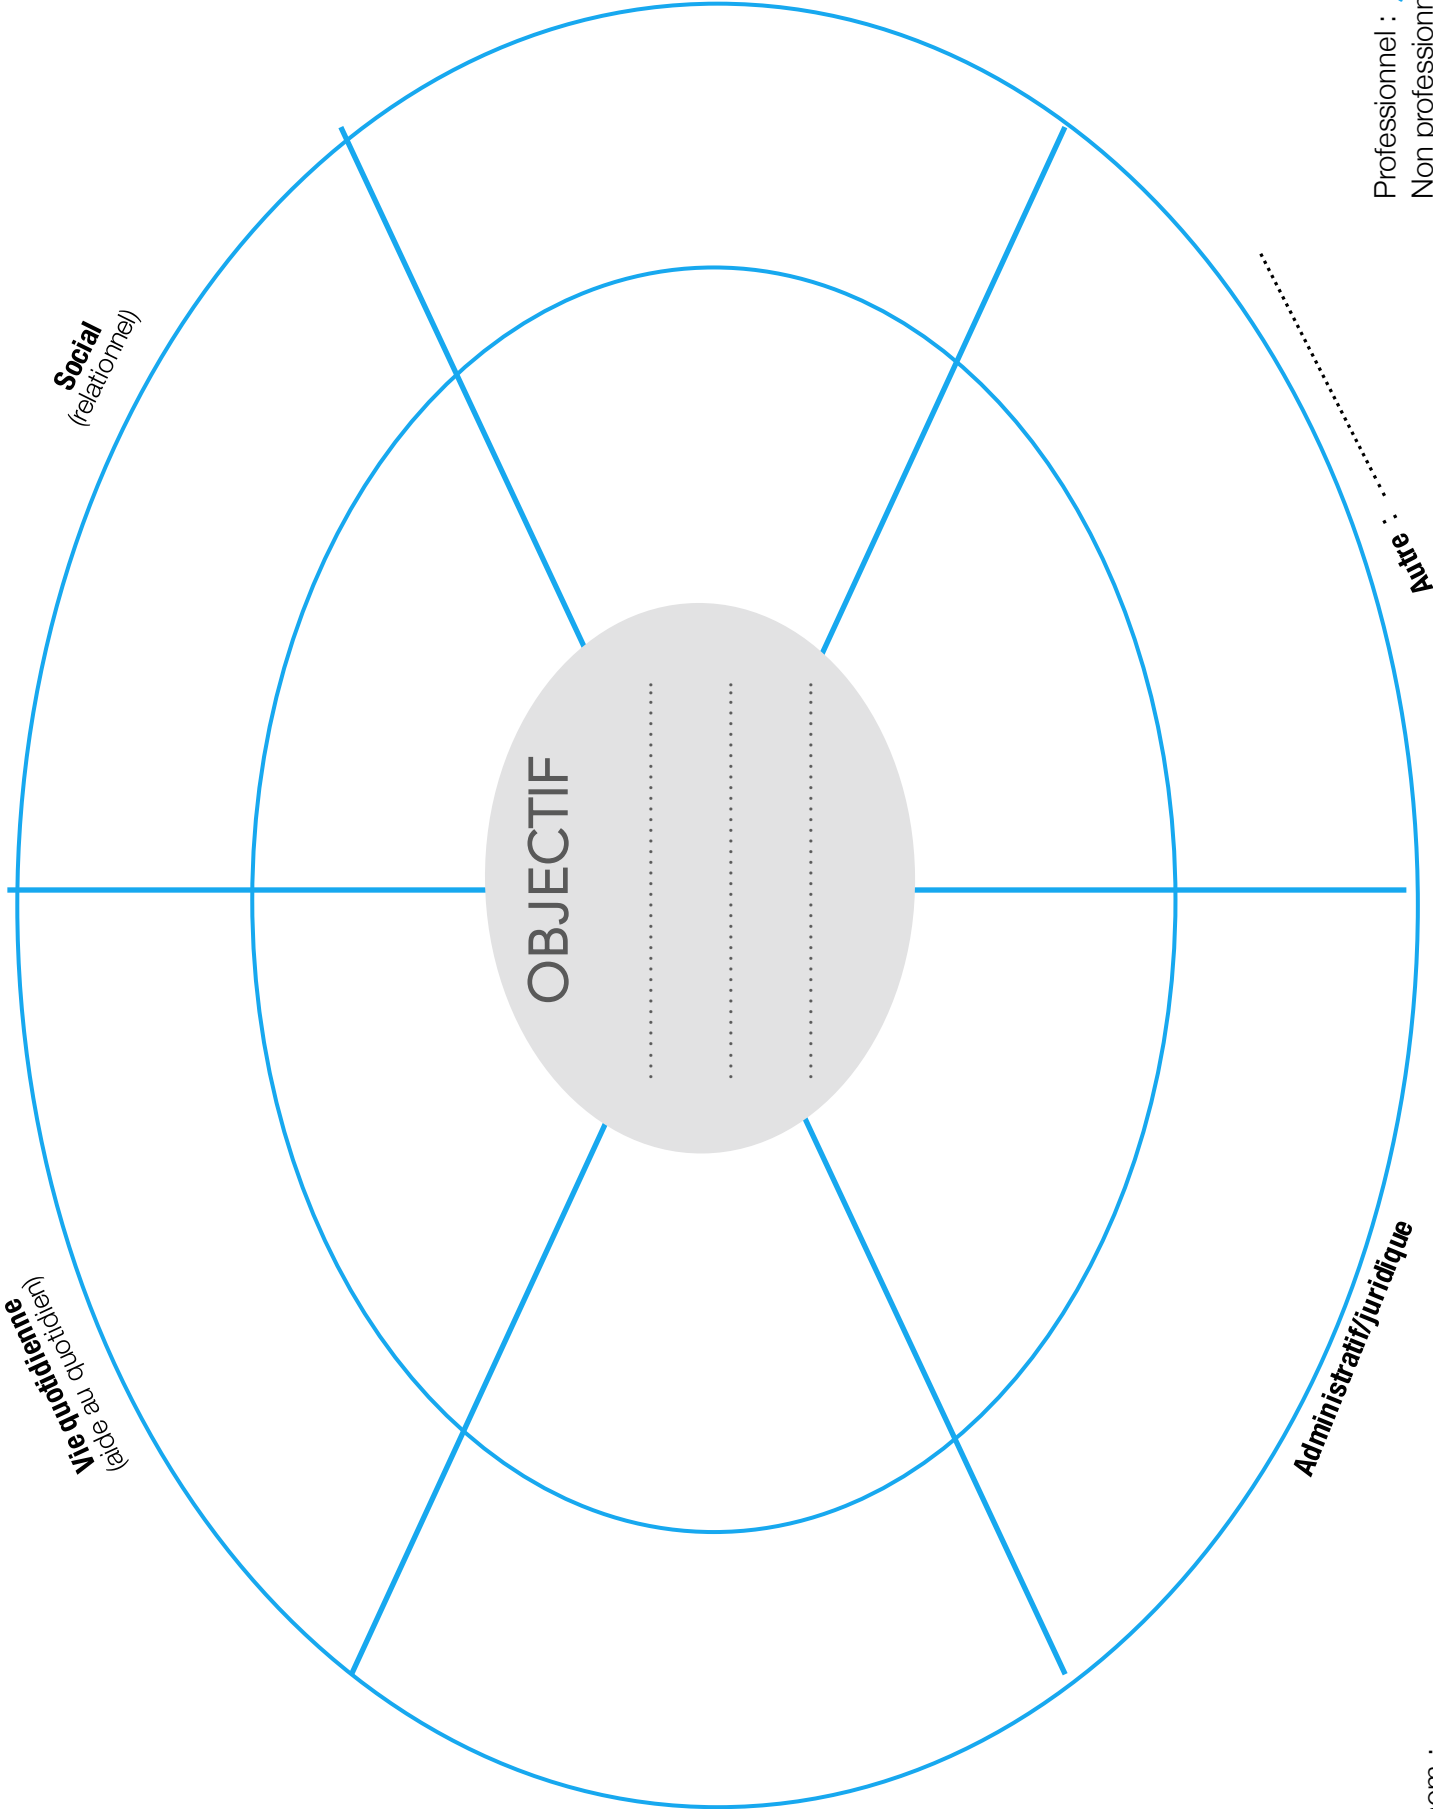 Vie quotidienne
(aide au quotidien)
Social
(relationnel)
OBJECTIF
Administratif/juridique
Autre :
Professionnel :